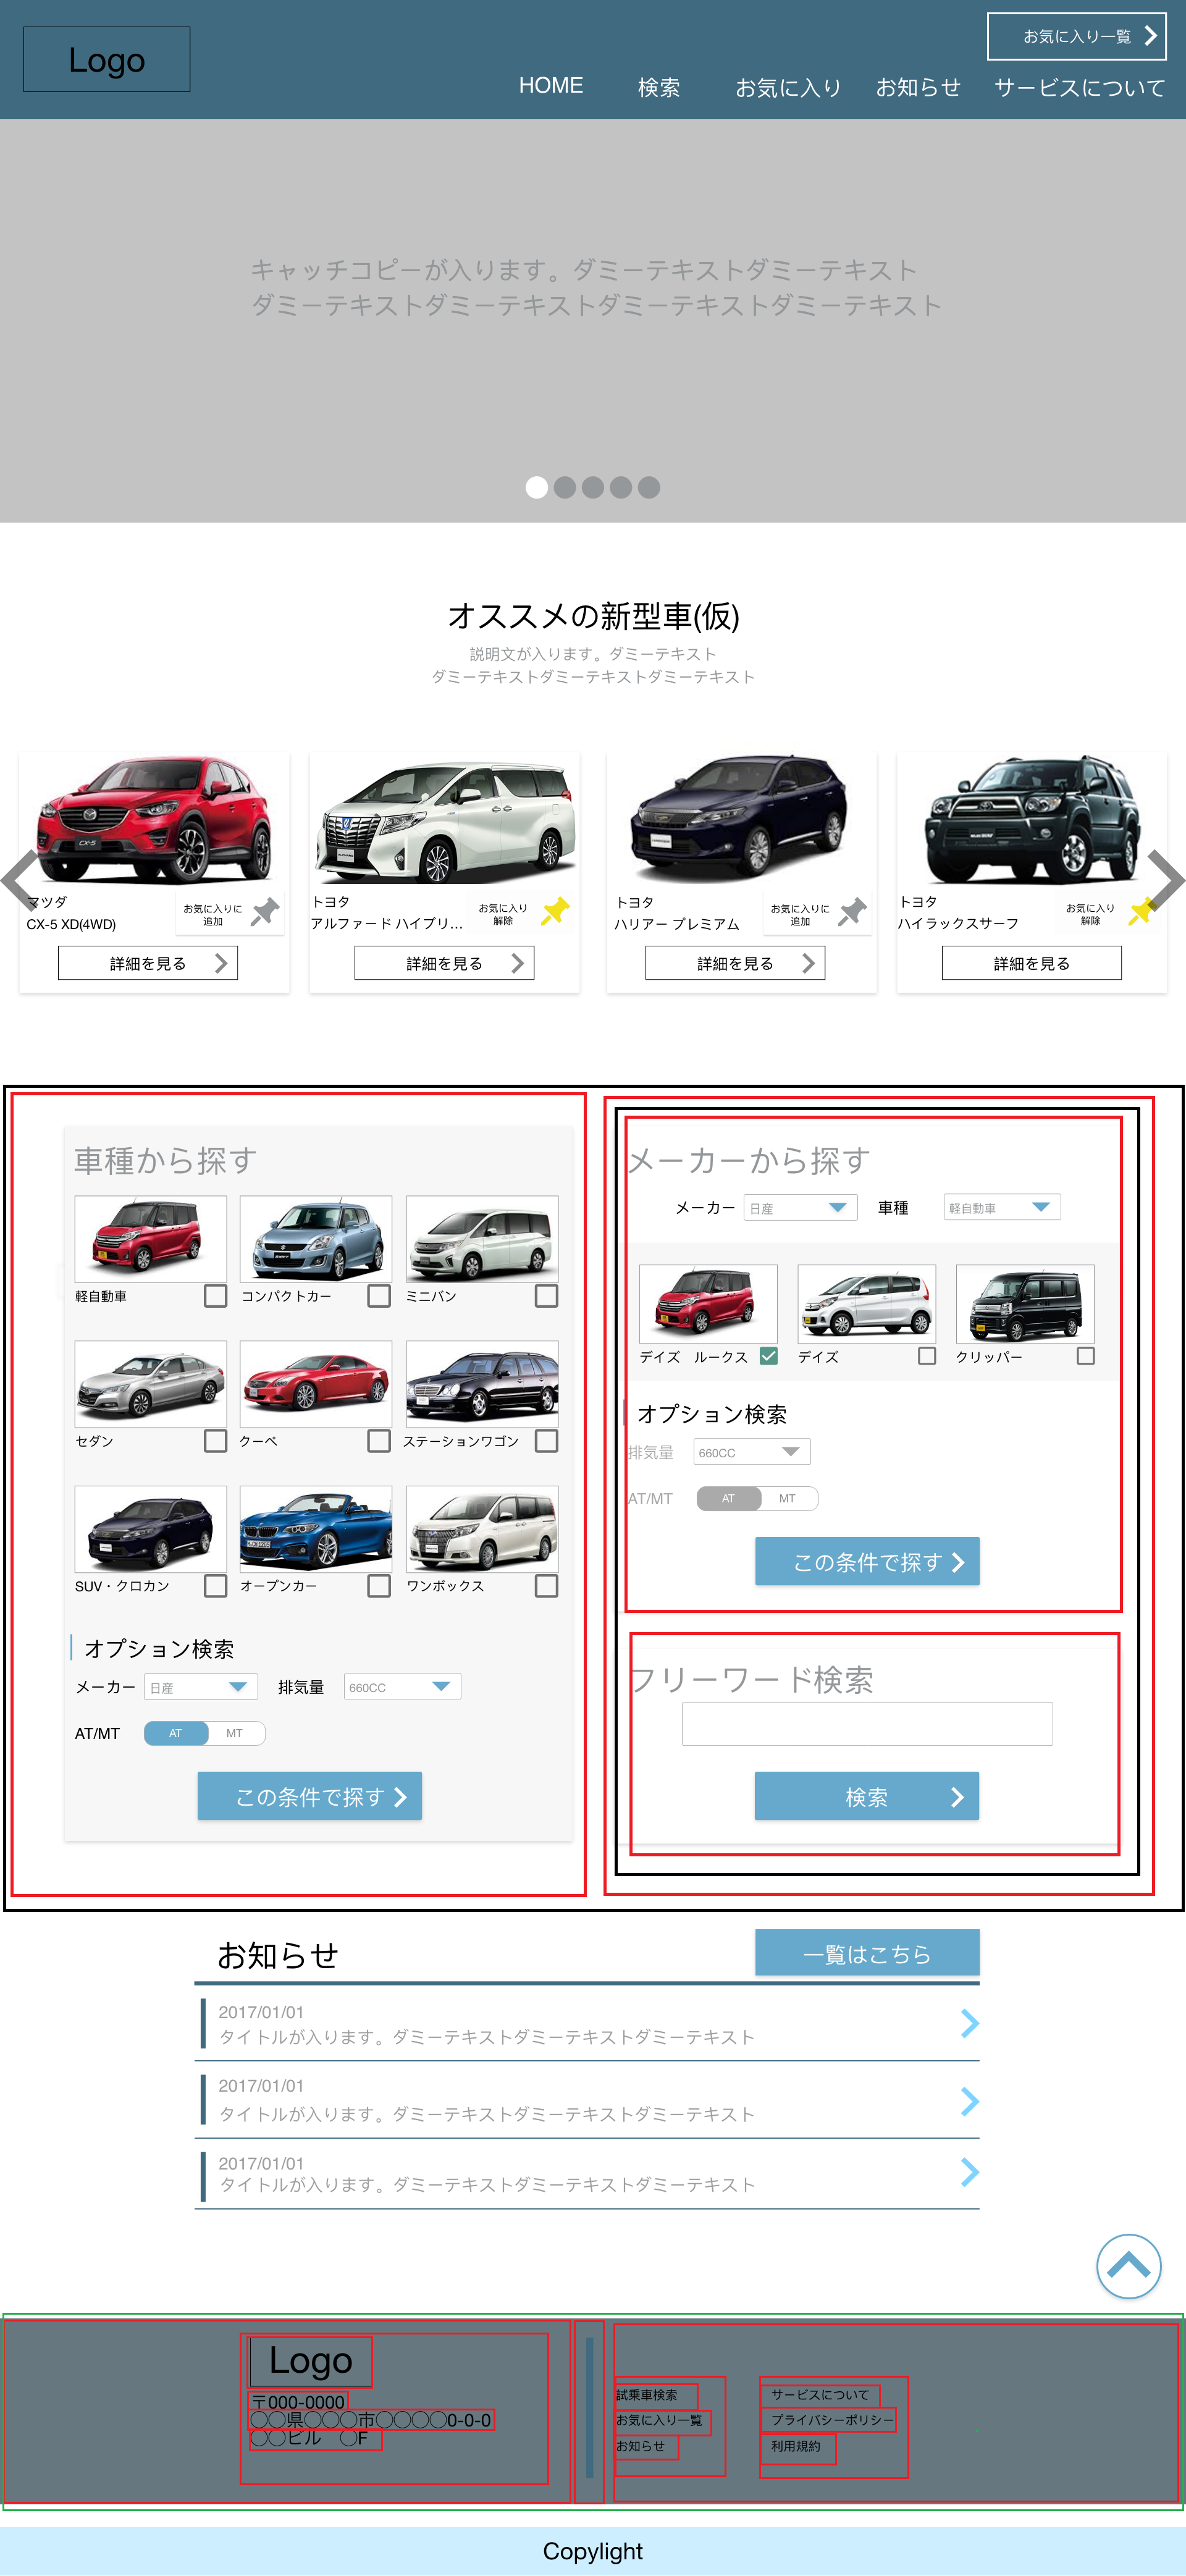 Logo
お気に入り一覧
HOME 検索 お気に入り お知らせ サービスについて
キャッチコピーが入ります。ダミーテキストダミーテキスト
ダミーテキストダミーテキストダミーテキストダミーテキスト
オススメの新型車(仮)
説明文が入ります。ダミーテキスト
ダミーテキストダミーテキストダミーテキスト
マツダ
CX-5 XD(4WD)
お気に入りに
追加
詳細を見る
トヨタ
アルファード ハイブリ...
お気に入り
解除
詳細を見る
トヨタ
ハリアー プレミアム
お気に入りに
追加
詳細を見る
トヨタ
ハイラックスサーフ
お気に入り
解除
詳細を見る
車種から探す
軽自動車 コンパクトカー ミニバン
セダン クーペ ステーションワゴン
SUV・クロカン オープンカー ワンボックス
オプション検索
メーカー 日産 排気量 660CC
AT/MT AT MT
この条件で探す
メーカーから探す
メーカー 日産 車種 軽自動車
デイズ ルークス デイズ クリッパー
オプション検索
排気量 660CC
AT/MT AT MT
この条件で探す
フリーワード検索
検索
お知らせ
一覧はこちら
2017/01/01
タイトルが入ります。ダミーテキストダミーテキストダミーテキスト
2017/01/01
タイトルが入ります。ダミーテキストダミーテキストダミーテキスト
2017/01/01
タイトルが入ります。ダミーテキストダミーテキストダミーテキスト
Logo
〒000-0000
◯◯県◯◯◯市◯◯◯◯0-0-0
◯◯ビル ◯F
試乗車検索
お気に入り一覧
お知らせ
サービスについて
プライバシーポリシー
利用規約
Copylight